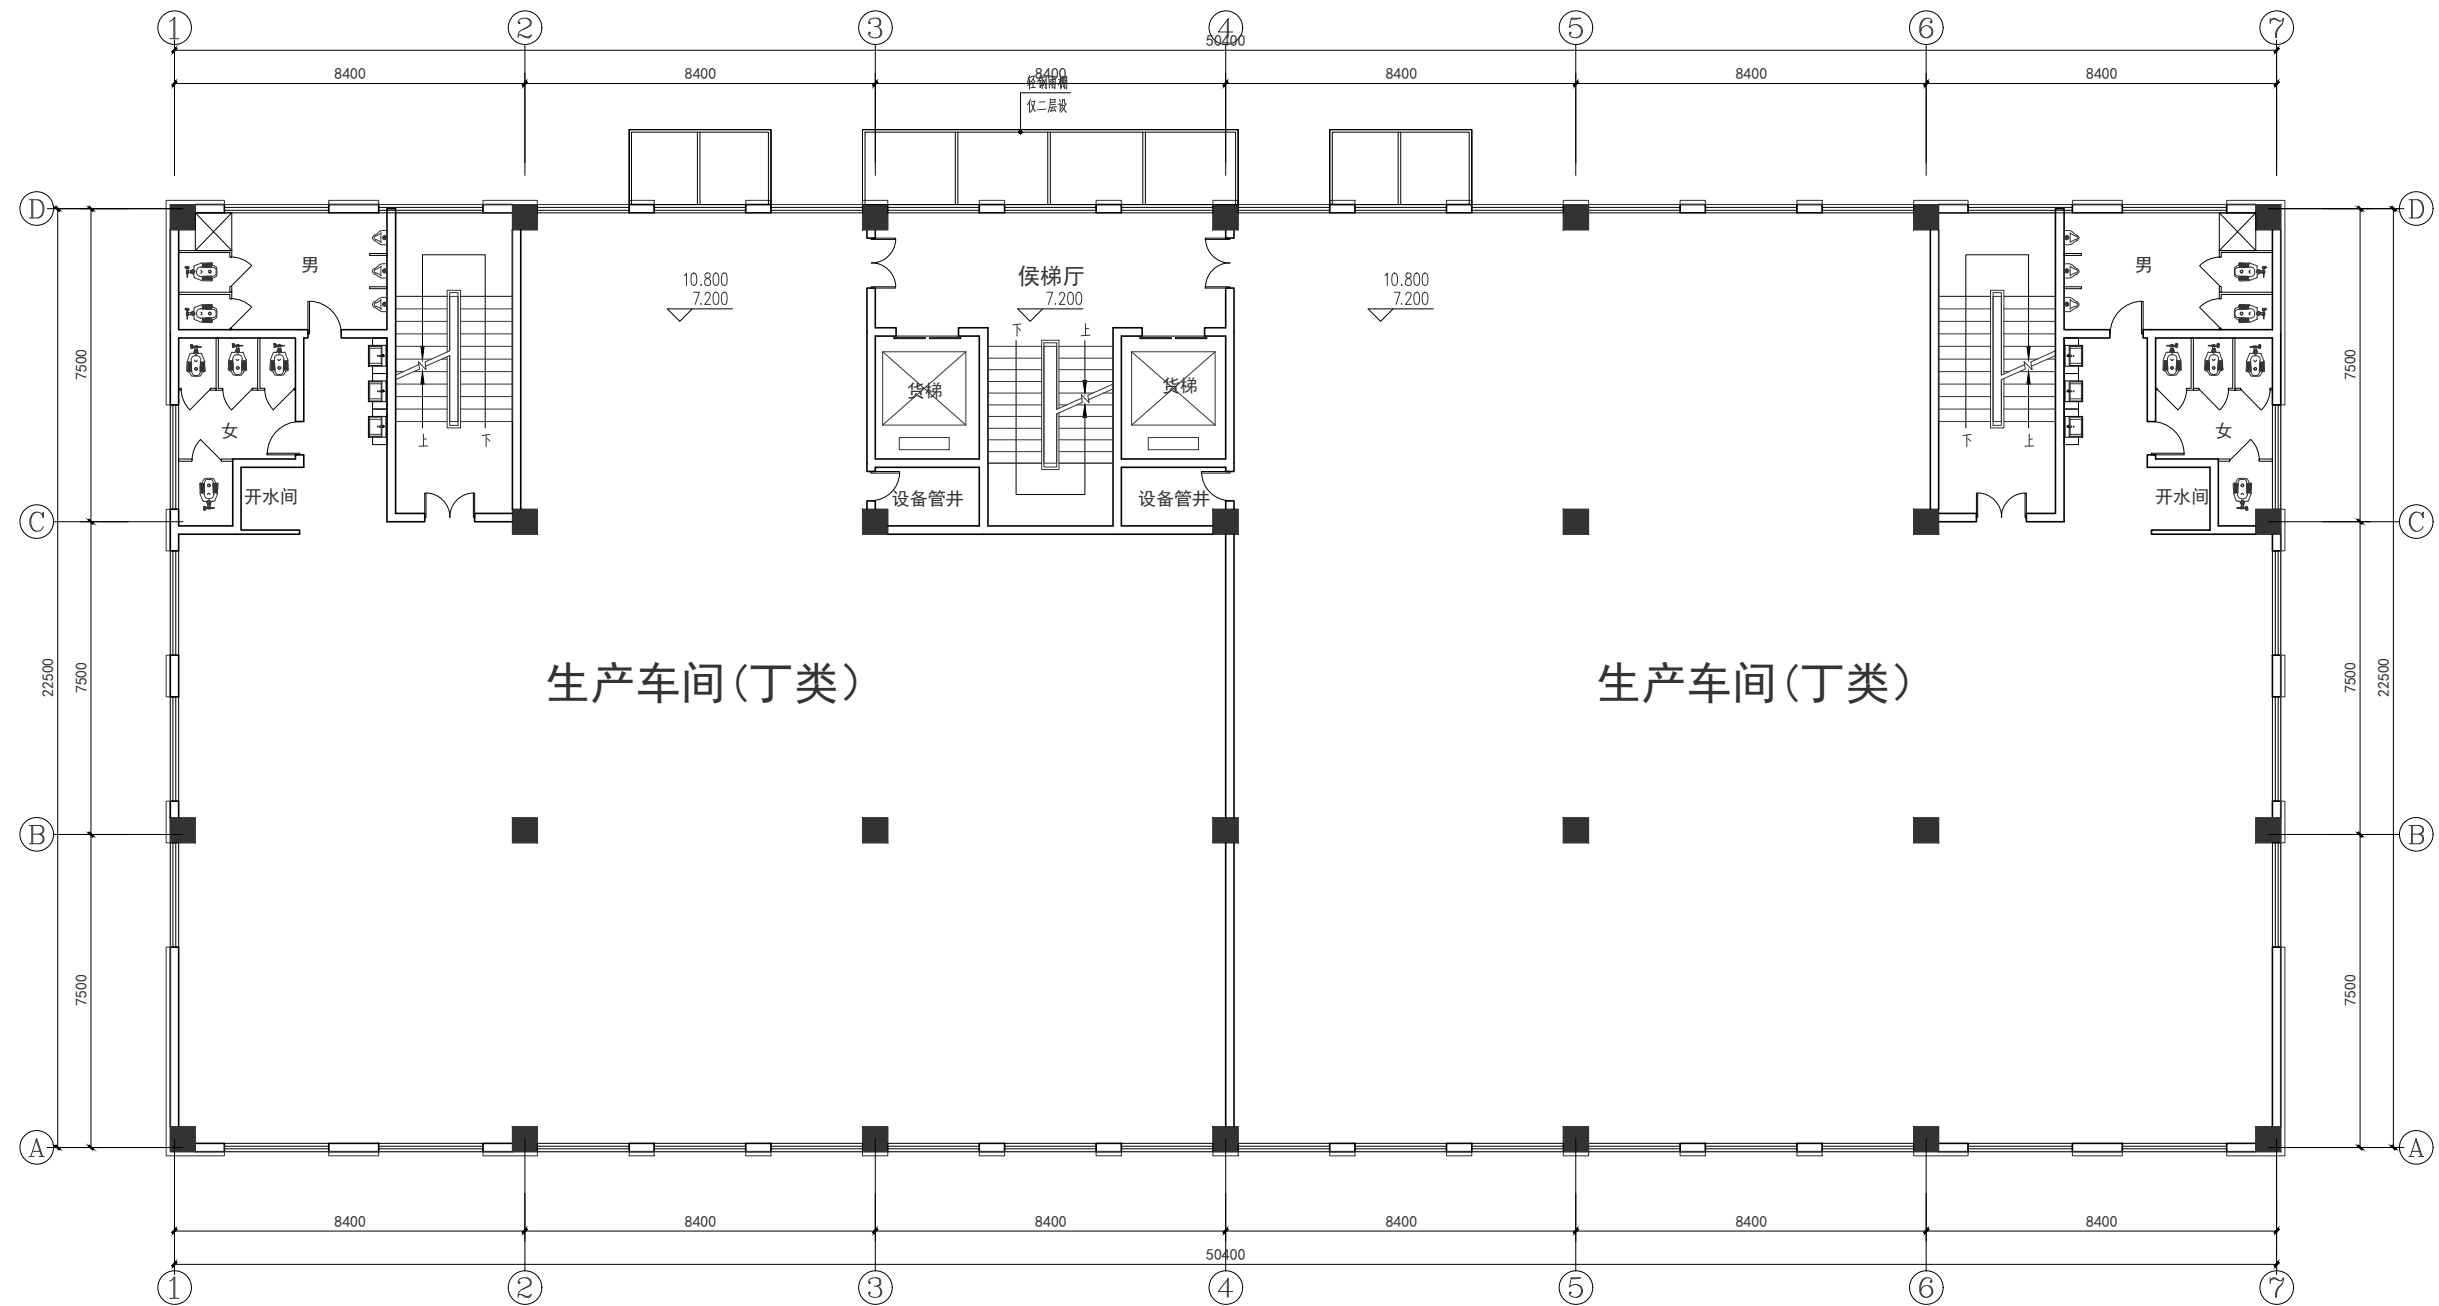 1 2 3 4 5 6 7
50400
8400 8400 8400 8400 8400 8400
轻钢雨棚
仅二层设
D D
男 侯梯厅 男
10.800 10.800
7.200 7.200 7.200
下 上
7500 7500
货梯 货梯
女 上 下 下 上 女
开水间 设备管井 设备管井 开水间
C C
22500 7500 7500 22500
生产车间(丁类) 生产车间(丁类)
B B
7500 7500
A A
8400 8400 8400 8400 8400 8400
50400
1 2 3 4 5 6 7